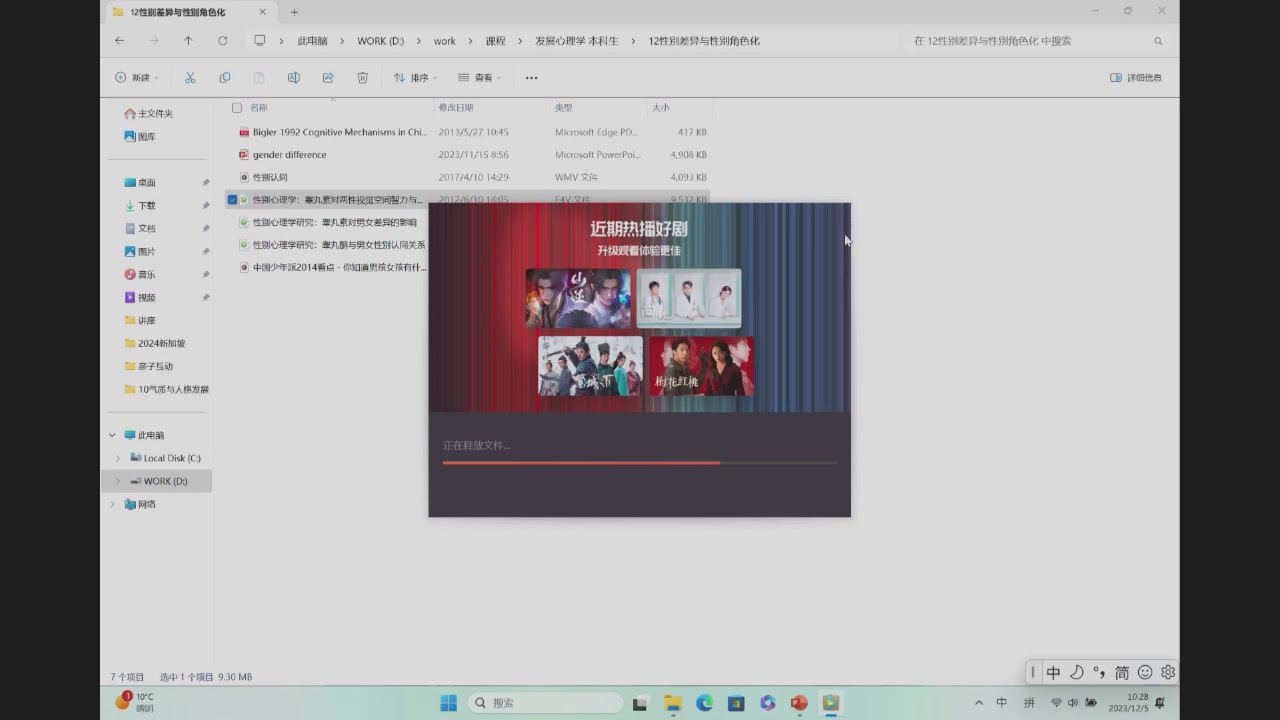 12性别差异与性别角色化
此电脑 > WORK (D:) > work > 课程 > 发展心理学 本科生 > 12性别差异与性别角色化
在 12性别差异与性别角色化 中搜索
新建 排序 查看 ... 详细信息
主文件夹
图库
桌面
下载
文档
图片
音乐
视频
讲座
2024新加坡
亲子互动
10气质与人格发展
此电脑
Local Disk (C:)
WORK (D:)
网络
名称 修改日期 类型 大小
Bigler 1992 Cognitive Mechanisms in Chi... 2013/5/27 10:45 Microsoft Edge PD... 417 KB
gender difference 2023/11/15 8:56 Microsoft PowerPoi... 4,908 KB
性别认同 2017/4/10 14:29 WMV 文件 4,093 KB
性别心理学：睾丸素对两性视觉空间智力与... 2012/6/10 14:05 F4V 文件 9,532 KB
性别心理学研究：睾丸素对男女差异的影响
性别心理学研究：睾丸酮与男女性别认同关系
中国少年派2014看点 - 你知道男孩女孩有什...
近期热播好剧
升级观看体验更佳
仙逆
问心
梅花红桃
正在释放文件...
7 个项目 选中 1 个项目 9.30 MB
中 简
1
10°C
晴朗
搜索
中 拼
10:28
2023/12/5